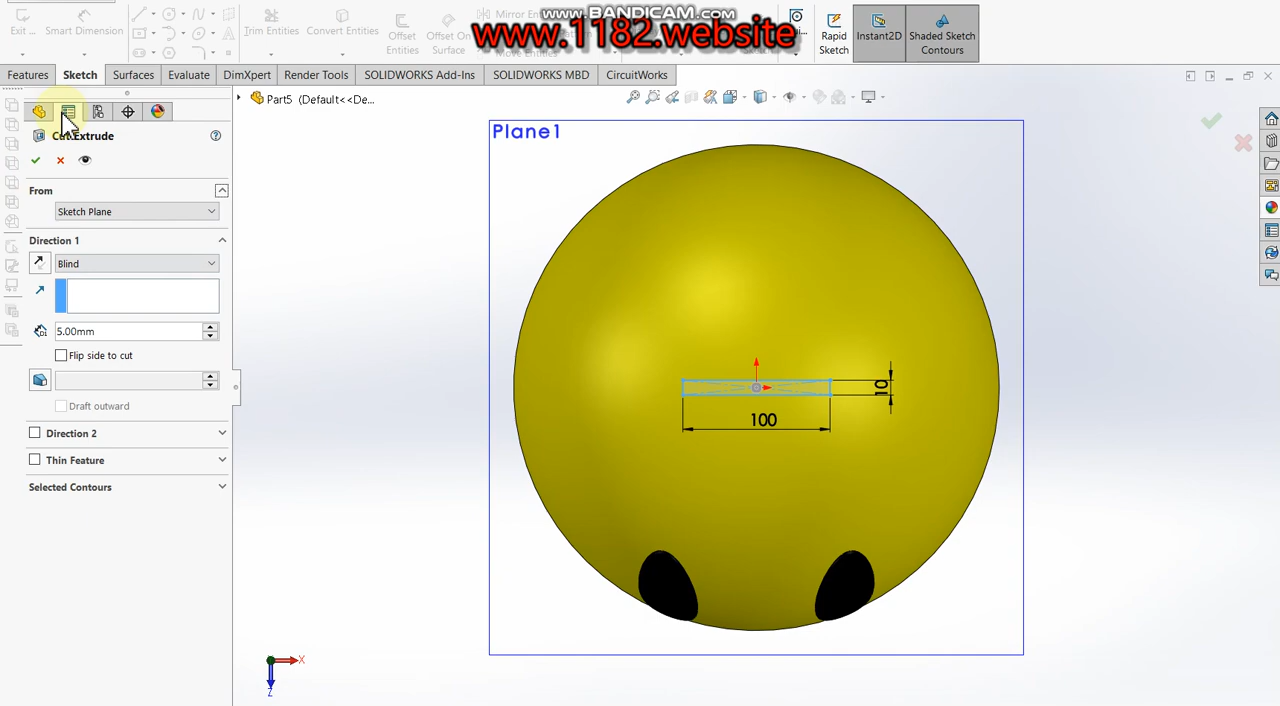 www.BANDICAM.com
www.1182.website
Exit ...
Smart Dimension
Trim Entities
Convert Entities
Offset
Entities
Offset On
Surface
Mirror Entities
Move Entities
Rapid
Sketch
Instant2D
Shaded Sketch
Contours
Features
Sketch
Surfaces
Evaluate
DimXpert
Render Tools
SOLIDWORKS Add-Ins
SOLIDWORKS MBD
CircuitWorks
Part5 (Default<<De...
Cut-Extrude
From
Sketch Plane
Direction 1
Blind
5.00mm
Flip side to cut
Draft outward
Direction 2
Thin Feature
Selected Contours
Plane1
10
100
X
Z